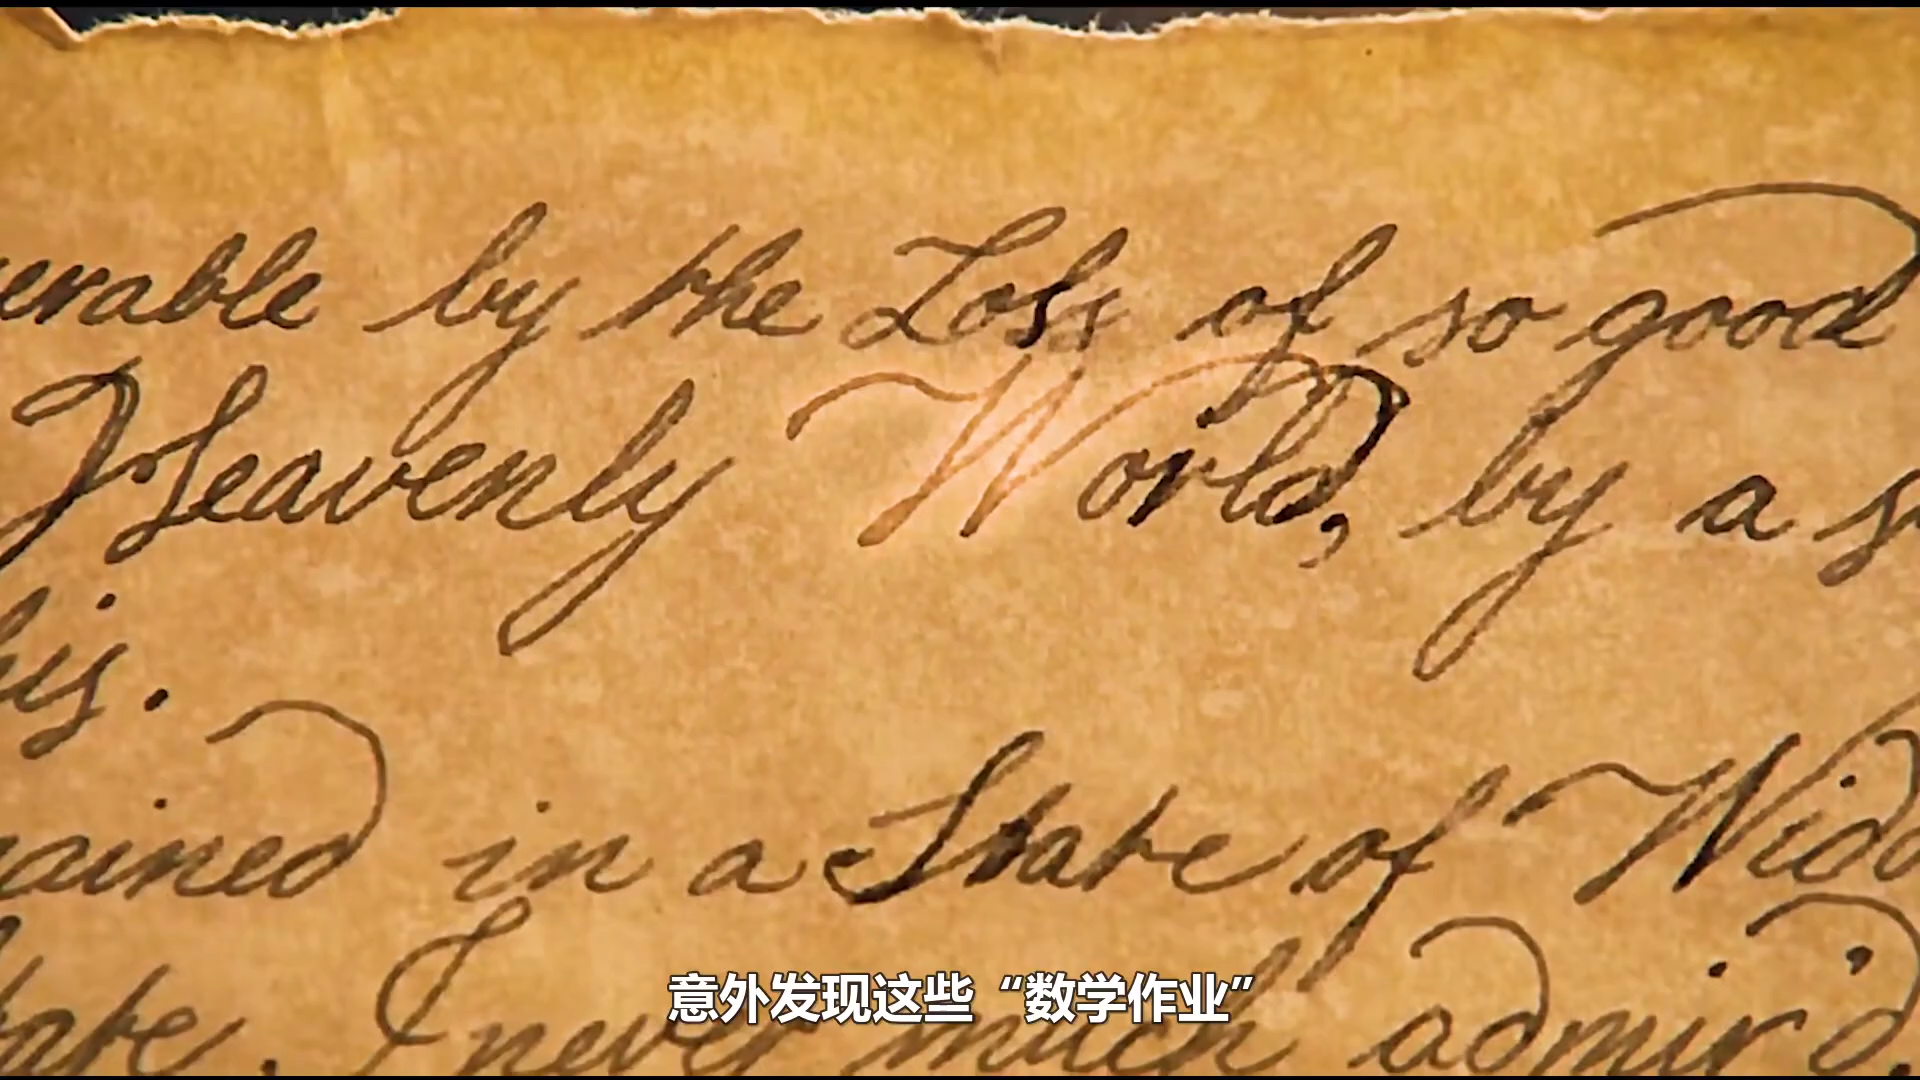 erable by the Loss of so good
Heavenly World, by a
his.
ained in a State of Wido
tate. I never much admir'd.
意外发现这些“数学作业”